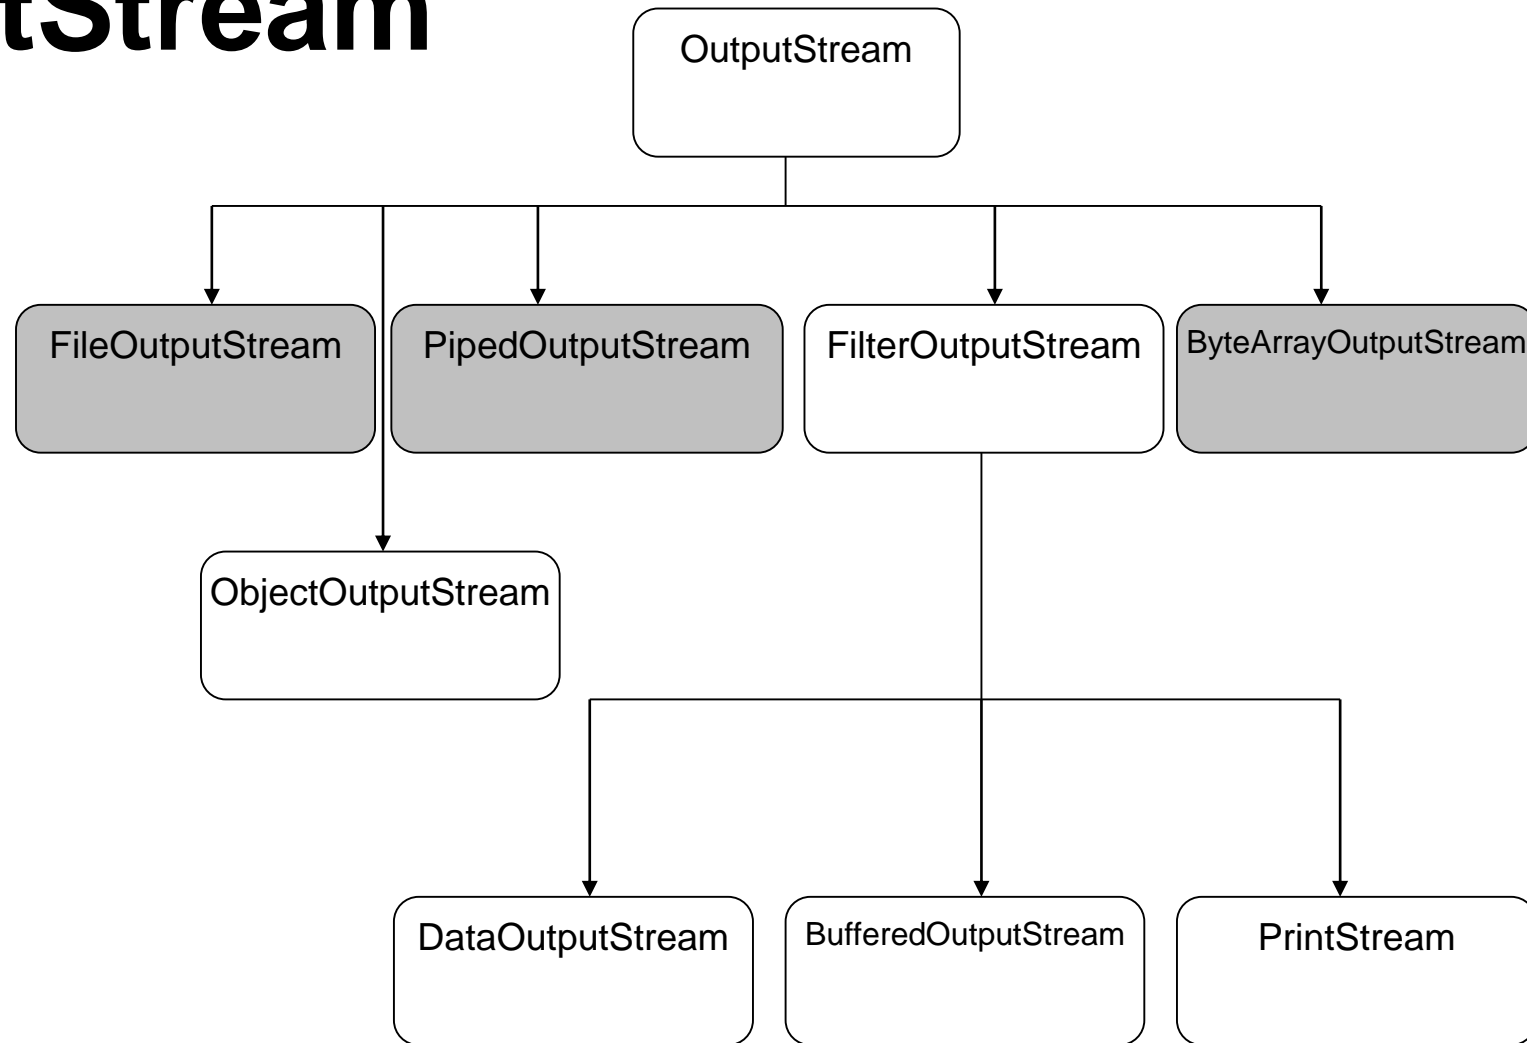 tStream
OutputStream
FileOutputStream
PipedOutputStream
FilterOutputStream
ByteArrayOutputStream
ObjectOutputStream
DataOutputStream
BufferedOutputStream
PrintStream